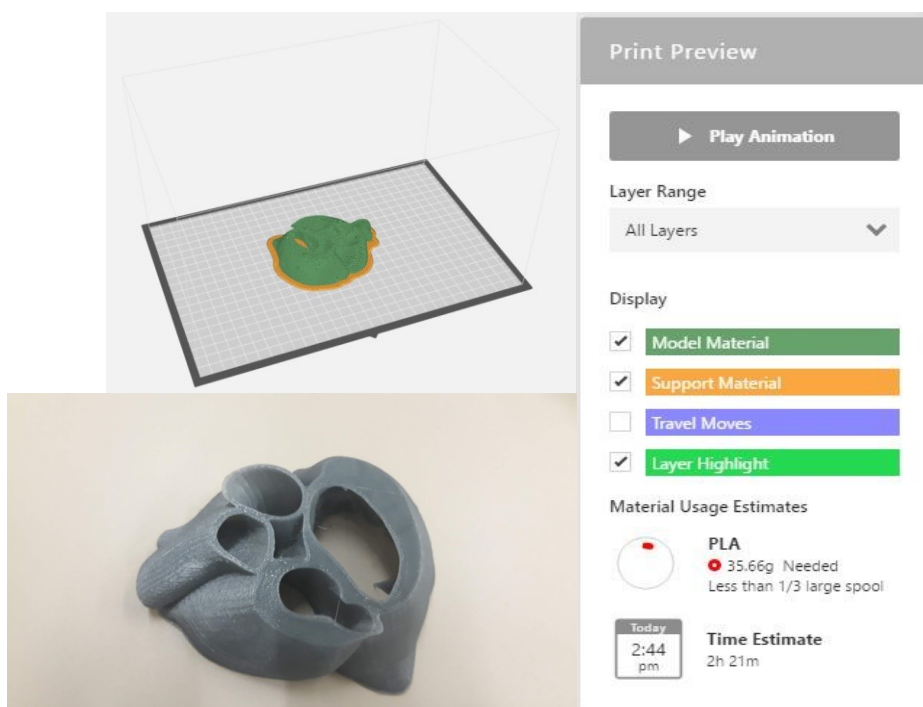 Print Preview
Play Animation
Layer Range
All Layers
Display
Model Material
Support Material
Travel Moves
Layer Highlight
Material Usage Estimates
PLA
35.66g Needed
Less than 1/3 large spool
Today
2:44
pm
Time Estimate
2h 21m